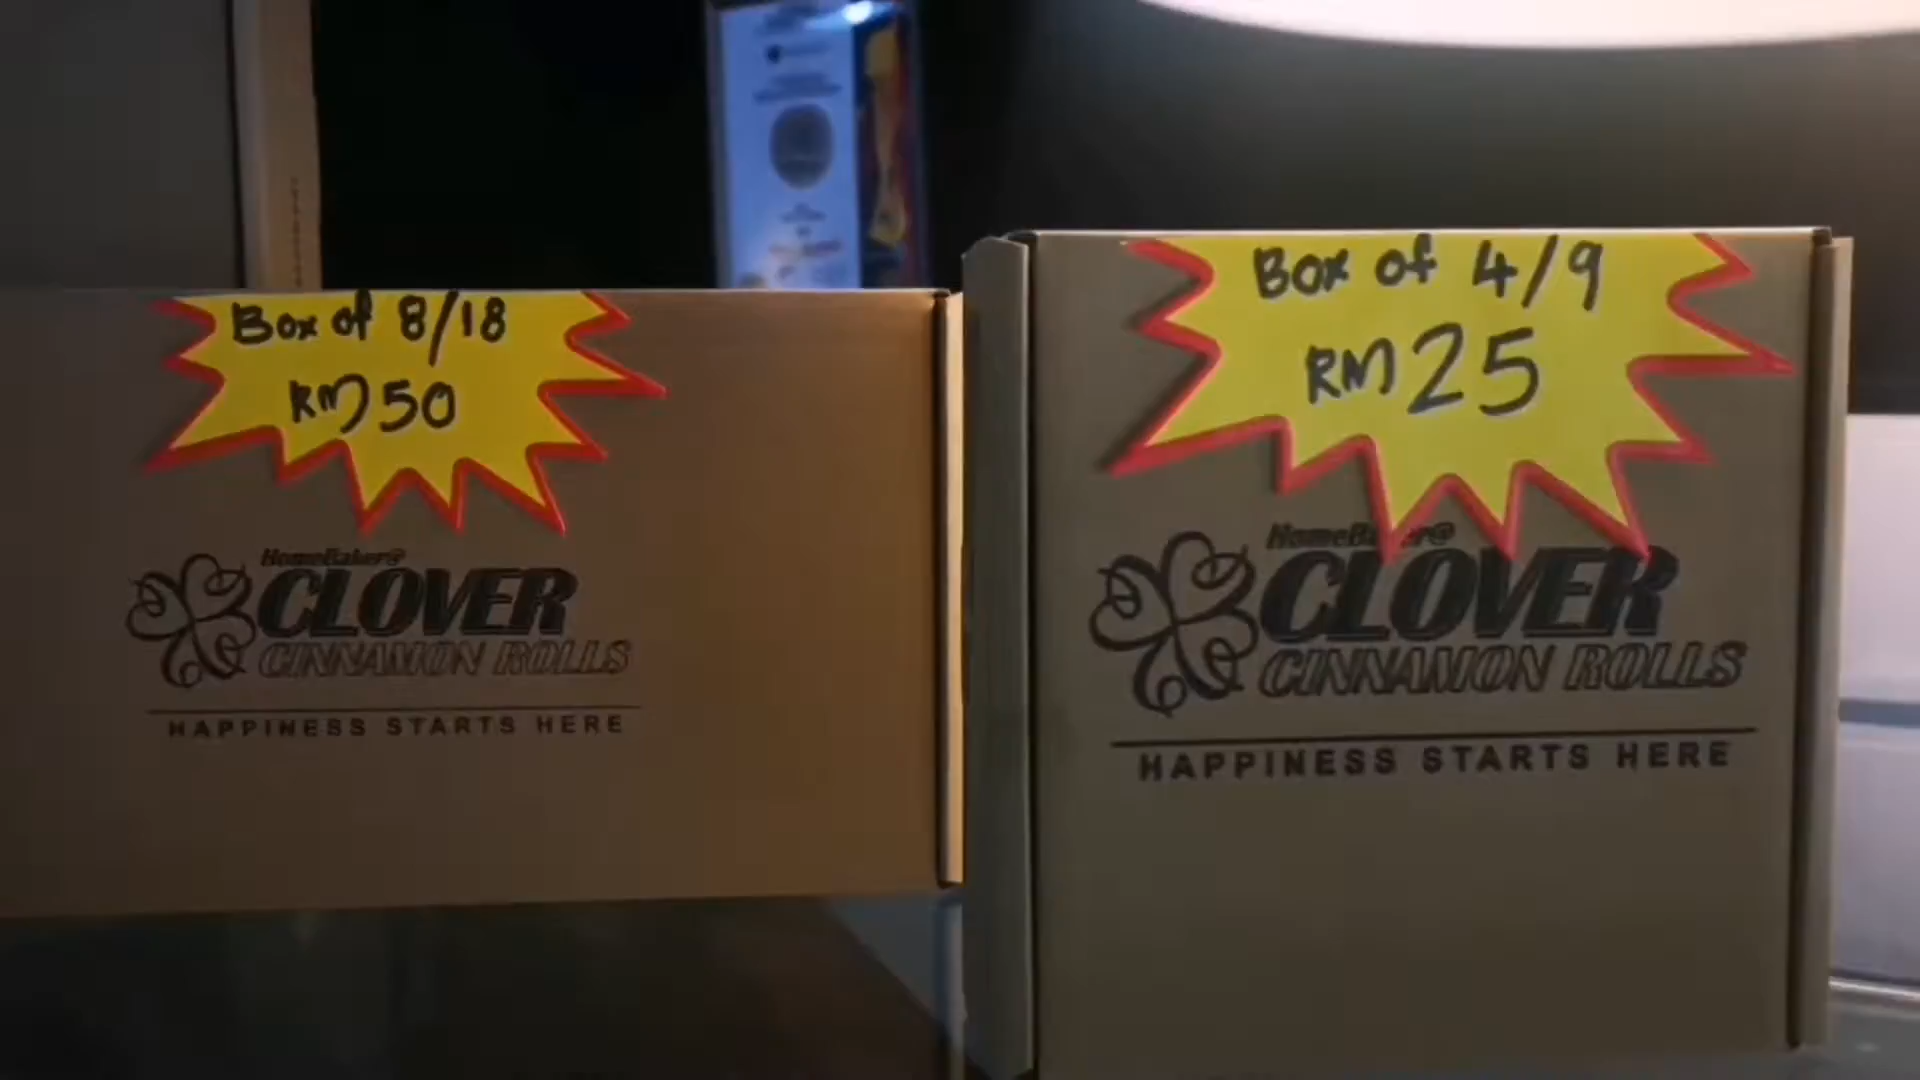 Box of 8/18
RM50
HomeBaker@
CLOVER
CINNAMON ROLLS
HAPPINESS STARTS HERE
Box of 4/9
RM25
CLOVER
CINNAMON ROLLS
HAPPINESS STARTS HERE